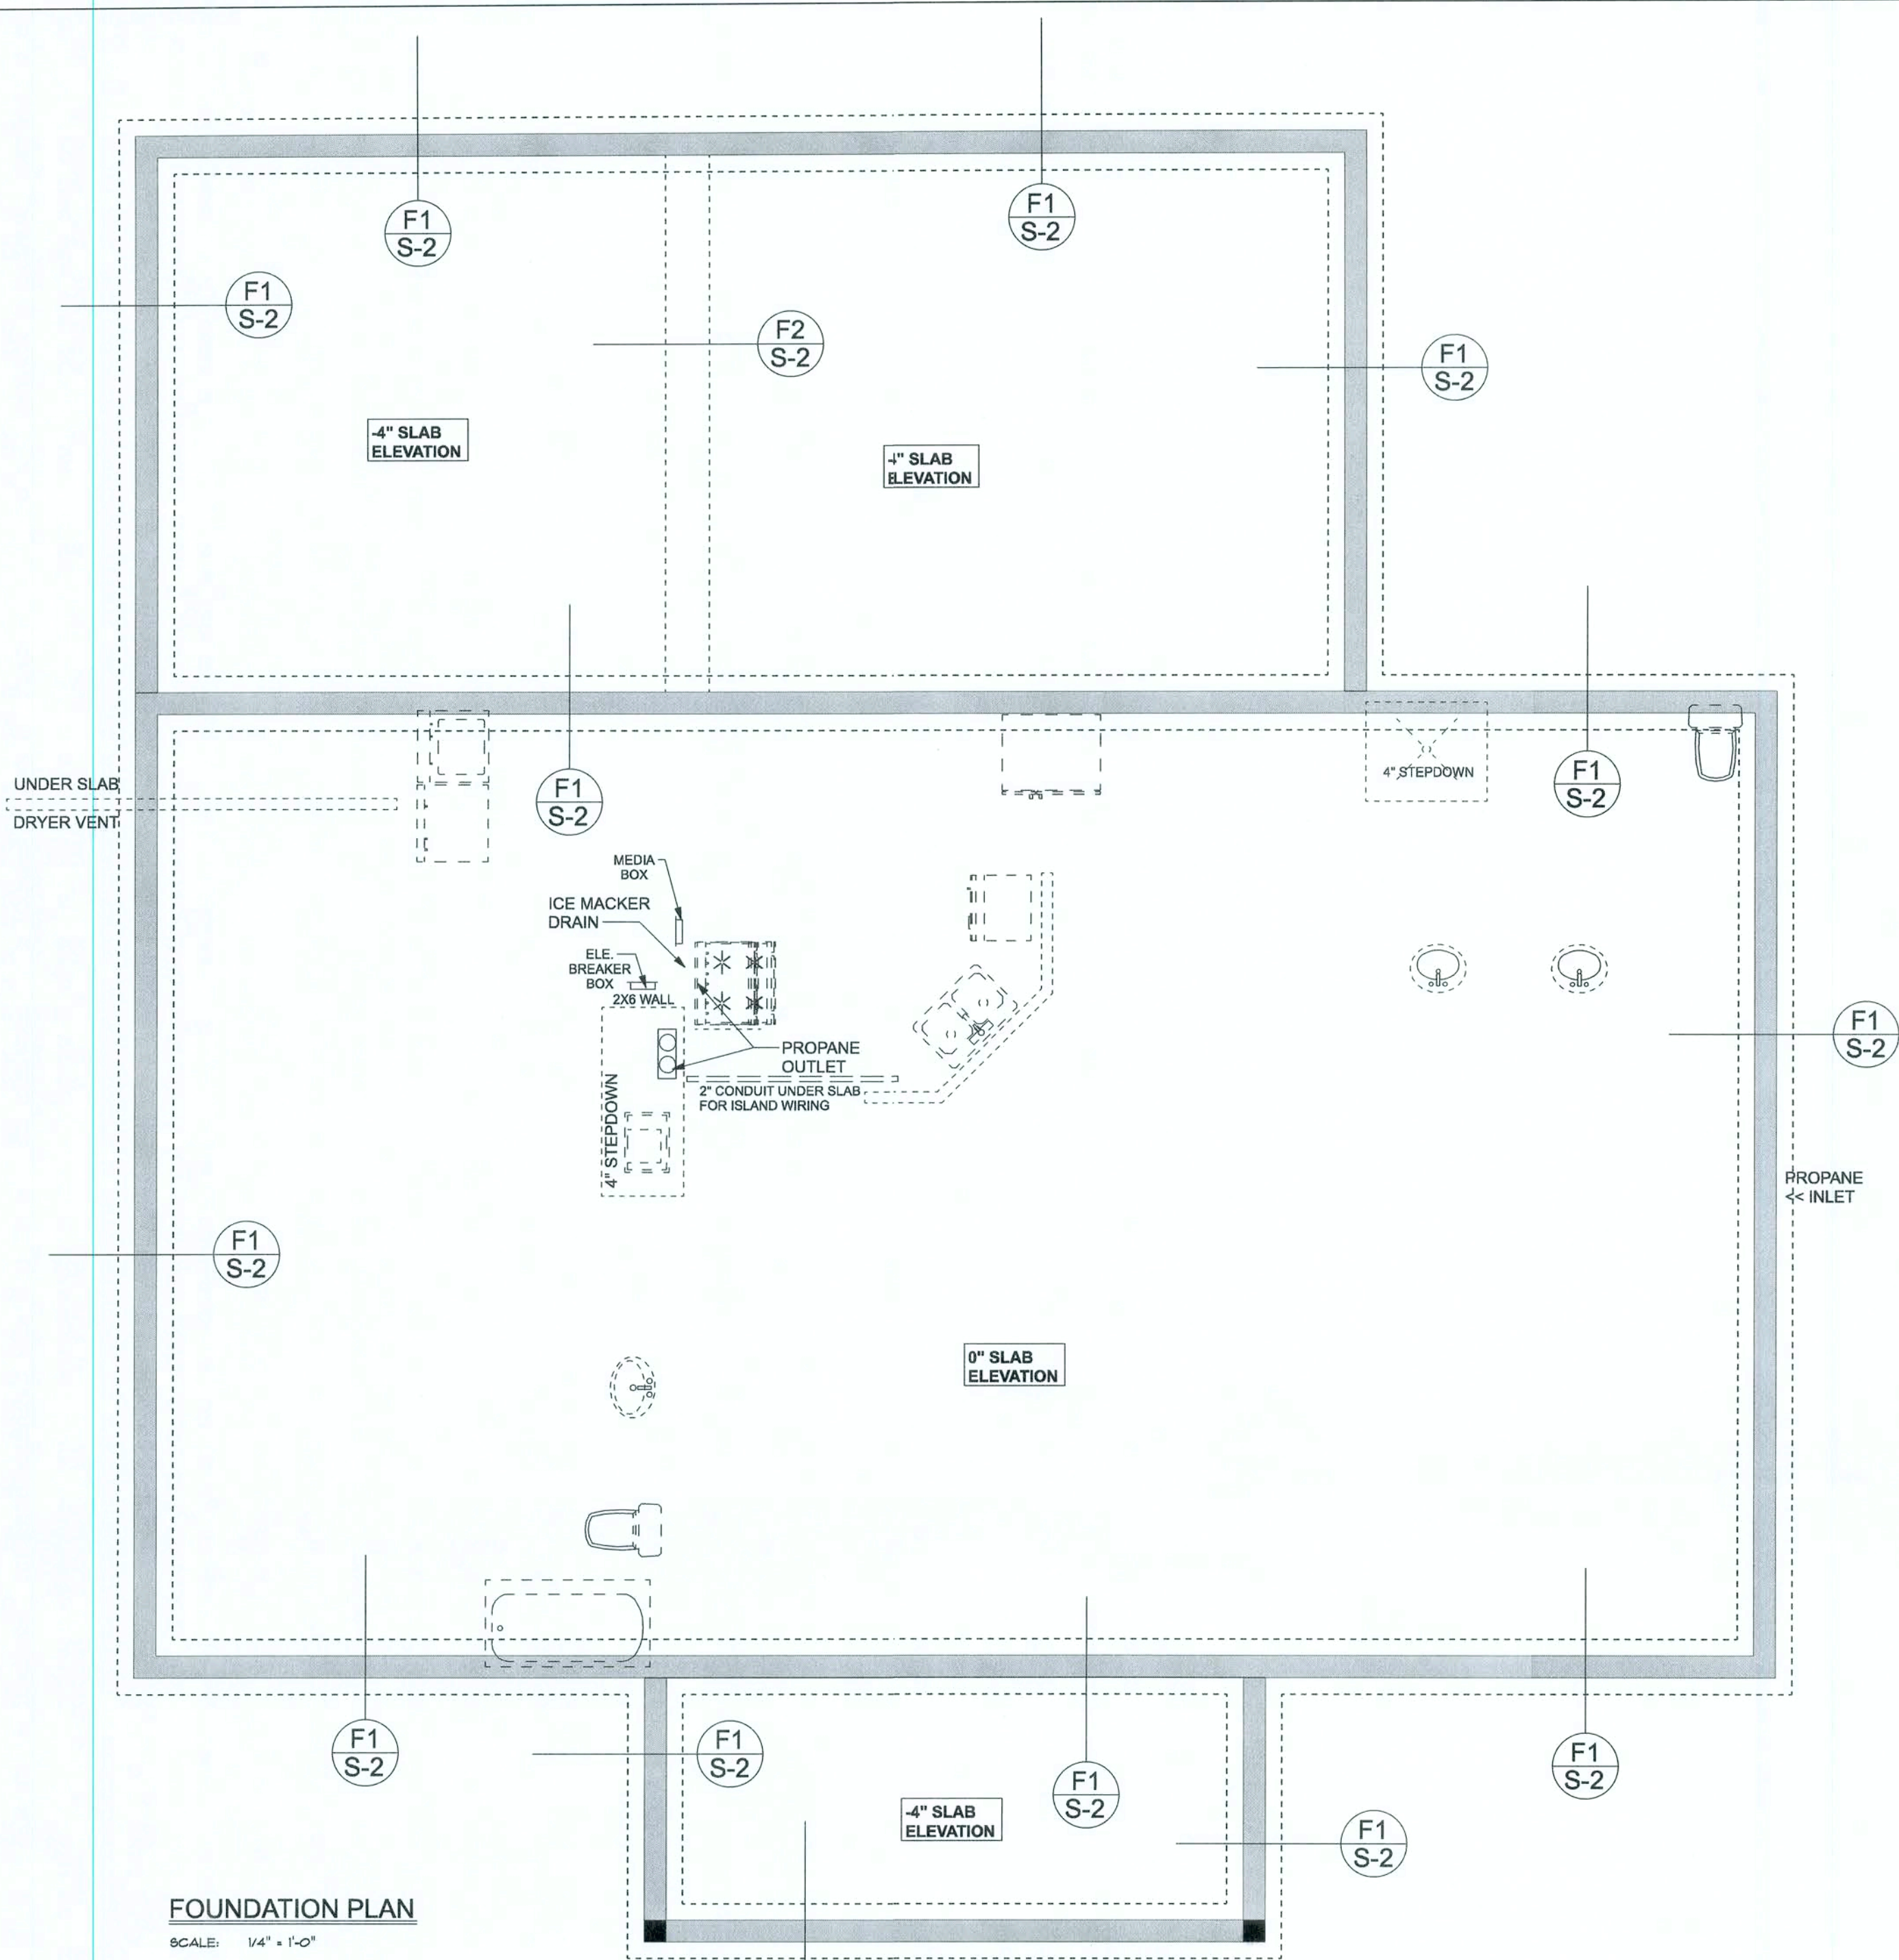 F1
S-2
F1
S-2
F1
S-2
F2
S-2
F1
S-2
-4" SLAB
ELEVATION
" SLAB
ELEVATION
F1
S-2
F1
S-2
4" STEPDOWN
UNDER SLAB
DRYER VENT
MEDIA
BOX
ICE MACKER
DRAIN
ELE.
BREAKER
BOX
2X6 WALL
PROPANE
OUTLET
2" CONDUIT UNDER SLAB
FOR ISLAND WIRING
4" STEPDOWN
F1
S-2
PROPANE
<< INLET
F1
S-2
0" SLAB
ELEVATION
F1
S-2
F1
S-2
F1
S-2
F1
S-2
-4" SLAB
ELEVATION
F1
S-2
FOUNDATION PLAN
SCALE: 1/4" = 1'-0"